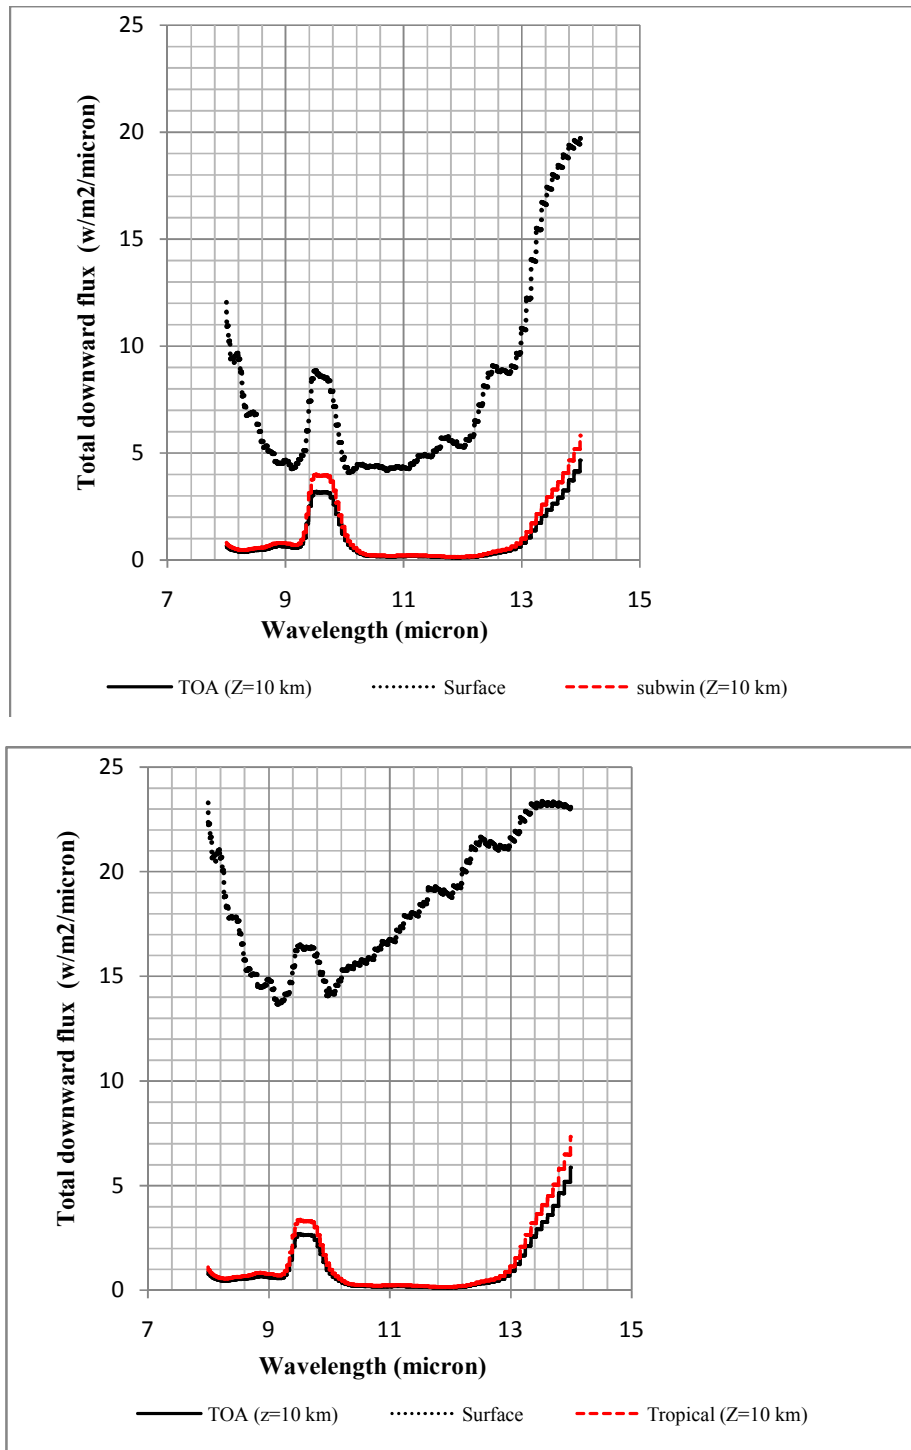 25
20
15
10
5
0
Total downward flux (w/m2/micron)
7 9 11 13 15
Wavelength (micron)
TOA (Z=10 km) Surface subwin (Z=10 km)
25
20
15
10
5
0
Total downward flux (w/m2/micron)
7 9 11 13 15
Wavelength (micron)
TOA (z=10 km) Surface Tropical (Z=10 km)